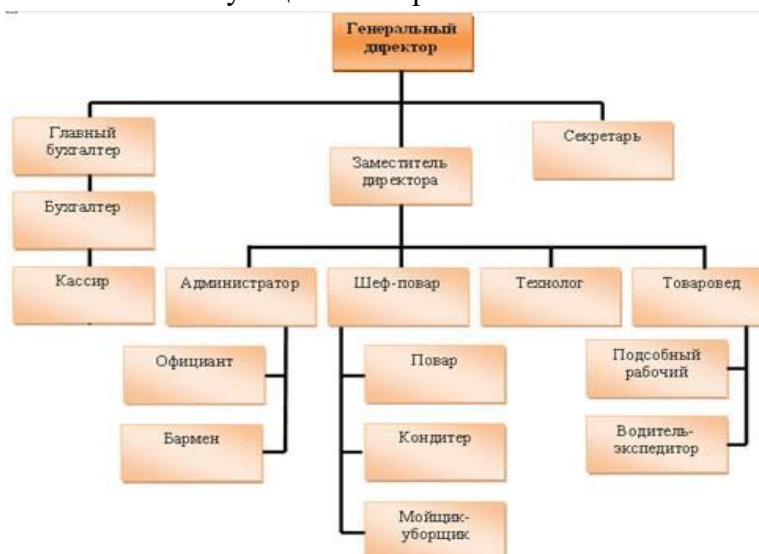 Генеральный
директор
Главный
бухгалтер
Заместитель
директора
Секретарь
Бухгалтер
Кассир
Администратор
Шеф-повар
Технолог
Товаровед
Официант
Повар
Подсобный
рабочий
Бармен
Кондитер
Водитель-
экспедитор
Мойщик-
уборщик